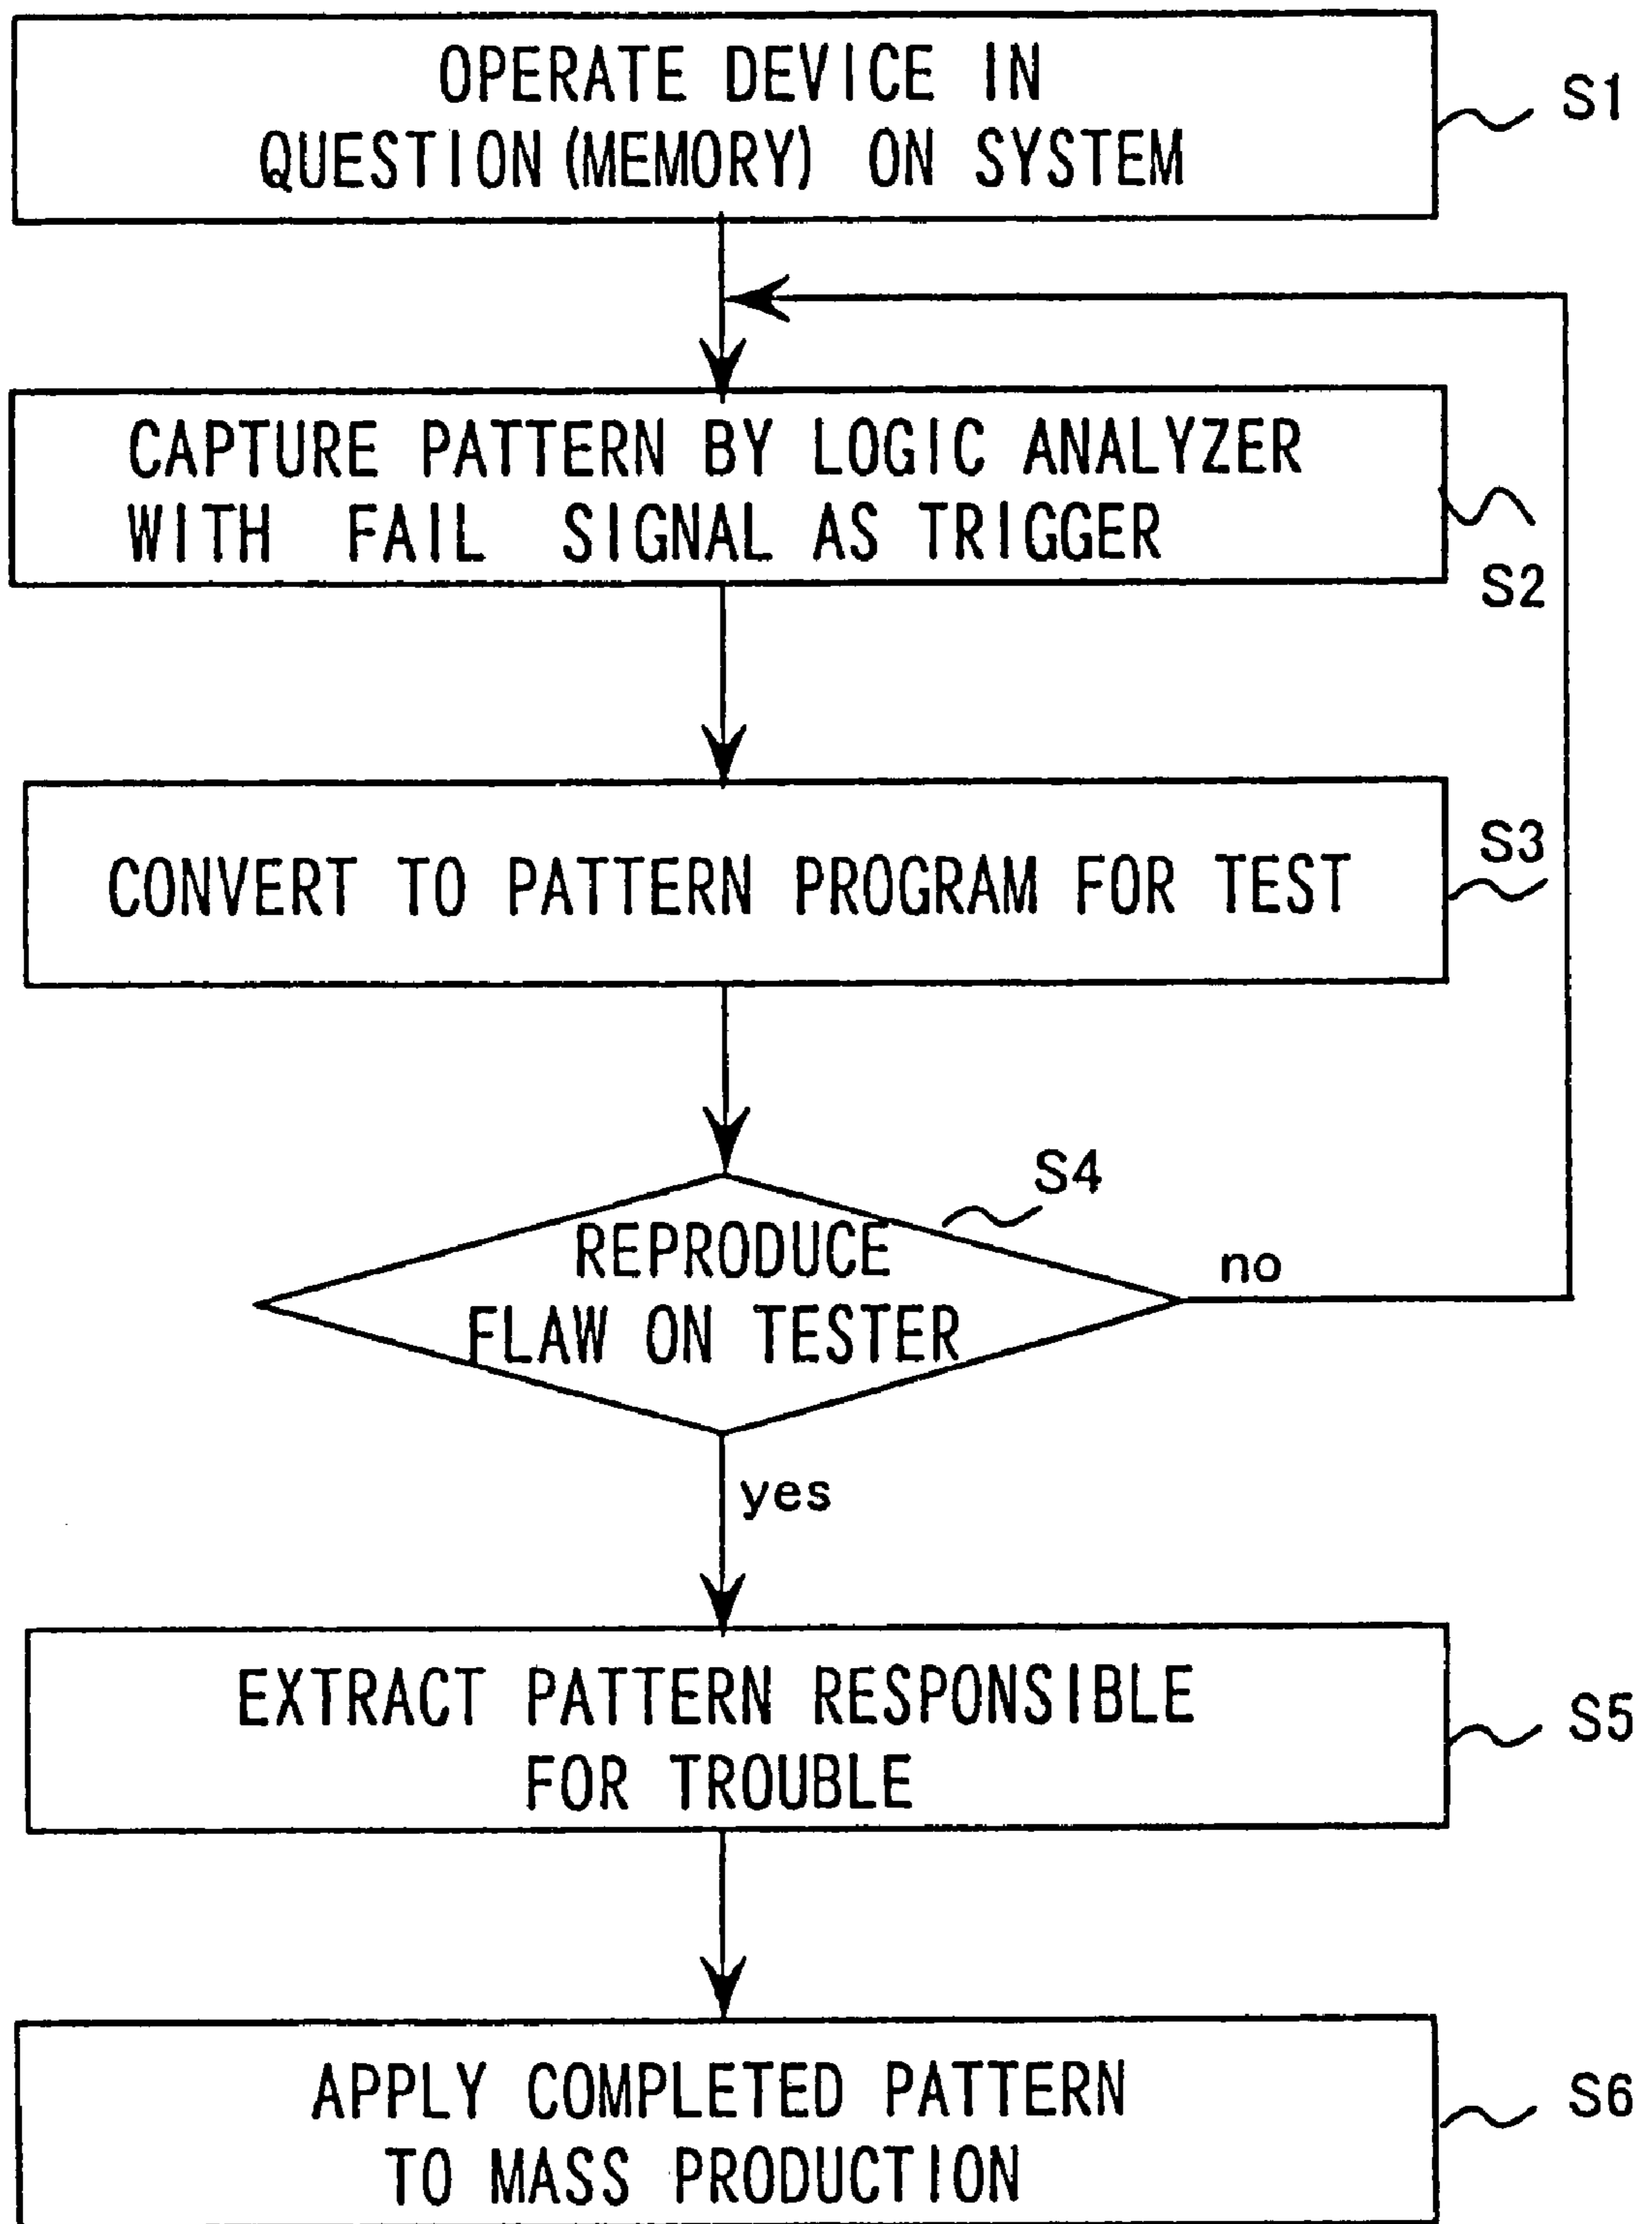 OPERATE DEVICE IN
QUESTION (MEMORY) ON SYSTEM
S1
CAPTURE PATTERN BY LOGIC ANALYZER
WITH FAIL SIGNAL AS TRIGGER
S2
S3
CONVERT TO PATTERN PROGRAM FOR TEST
S4
REPRODUCE
FLAW ON TESTER
no
yes
EXTRACT PATTERN RESPONSIBLE
FOR TROUBLE
S5
APPLY COMPLETED PATTERN
TO MASS PRODUCTION
S6